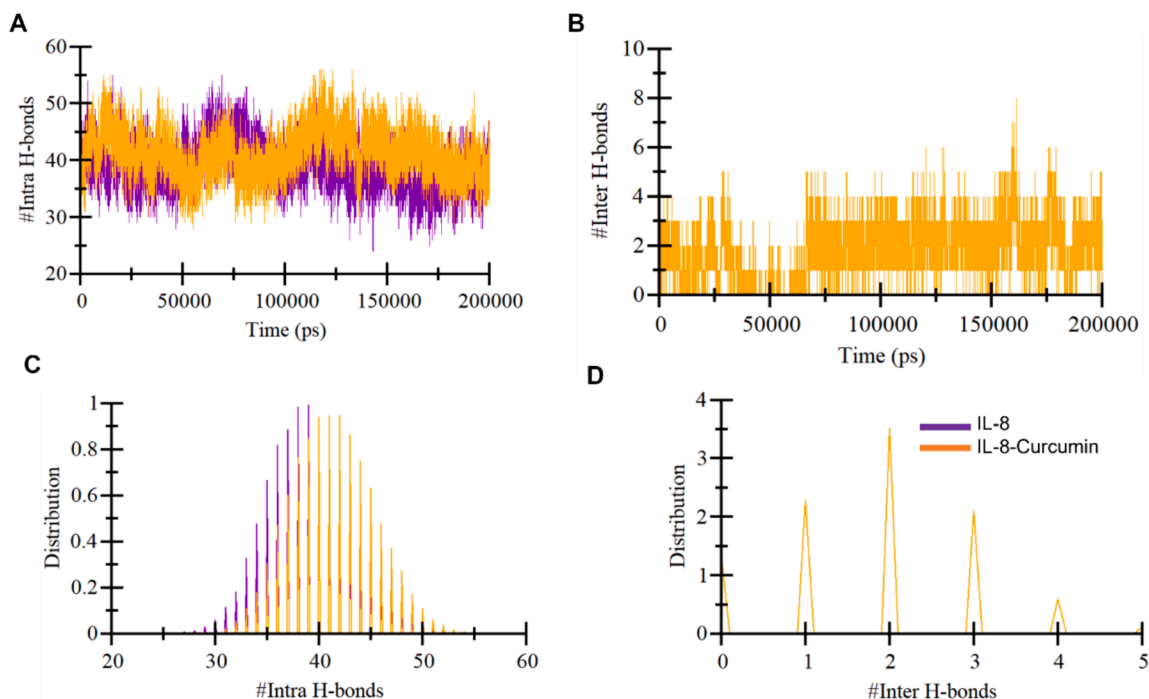 A
60
50
40
30
20
#Intra H-bonds
0 50000 100000 150000 200000
Time (ps)
B
10
8
6
4
2
0
#Inter H-bonds
0 50000 100000 150000 200000
Time (ps)
C
1
0.8
0.6
0.4
0.2
0
Distribution
20 30 40 50 60
#Intra H-bonds
D
4
3
2
1
0
Distribution
IL-8
IL-8-Curcumin
0 1 2 3 4 5
#Inter H-bonds